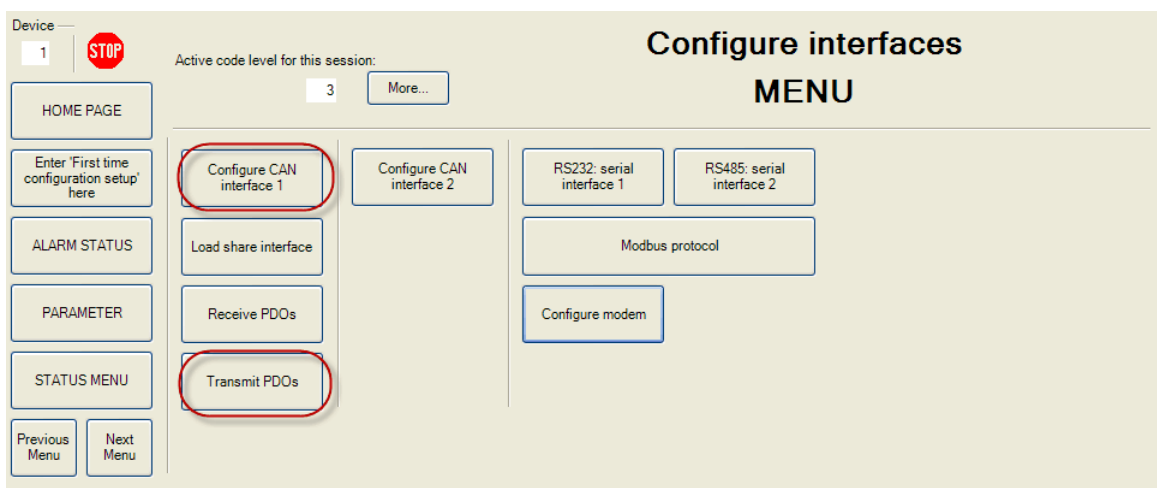 Device
1
STOP
Active code level for this session:
3
More...
Configure interfaces
MENU
HOME PAGE
Enter 'First time
configuration setup'
here
ALARM STATUS
PARAMETER
STATUS MENU
Previous
Menu
Next
Menu
Configure CAN
interface 1
Load share interface
Receive PDOs
Transmit PDOs
Configure CAN
interface 2
RS232: serial
interface 1
RS485: serial
interface 2
Modbus protocol
Configure modem